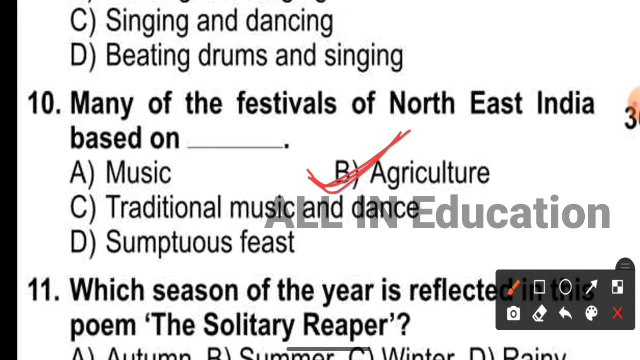 C) Singing and dancing
D) Beating drums and singing
10. Many of the festivals of North East India
based on ______.
A) Music B) Agriculture
C) Traditional music and dance
ALL IN Education
D) Sumptuous feast
11. Which season of the year is reflected in this
poem 'The Solitary Reaper'?
A) Autumn B) Summer C) Winter D) Rainy